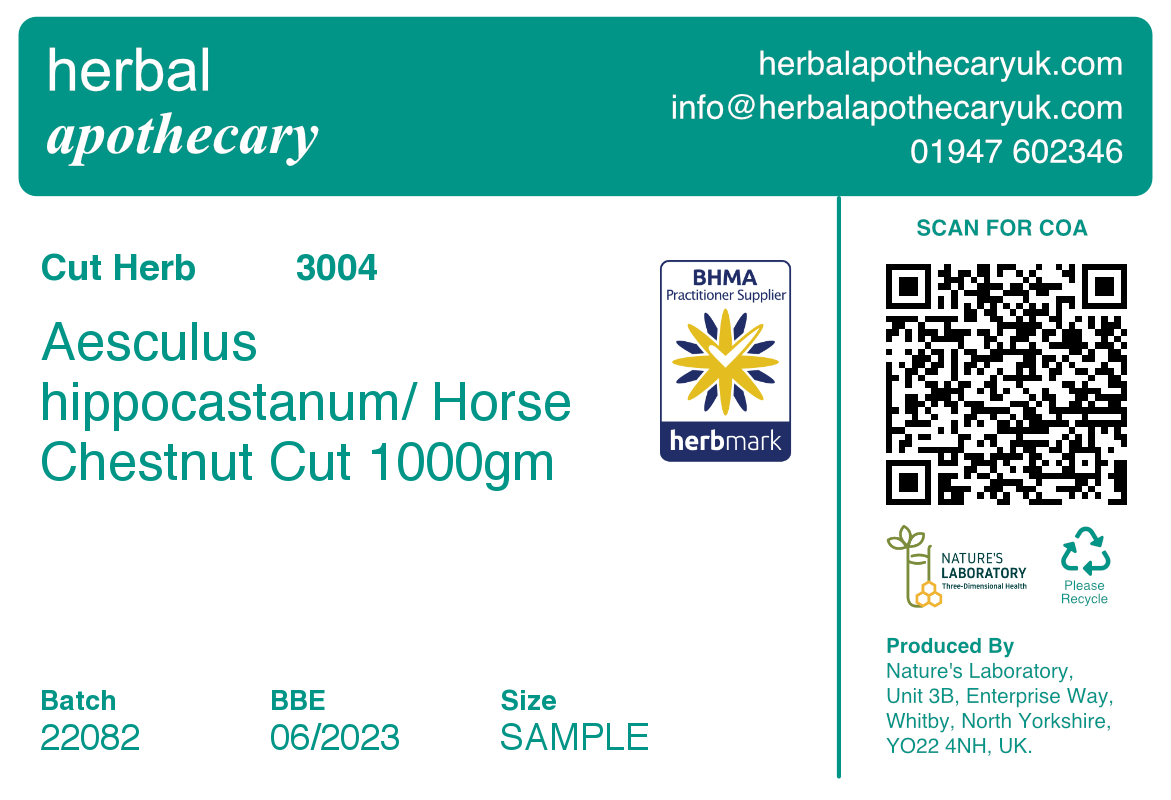 herbal
apothecary
herbalapothecaryuk.com
info@herbalapothecaryuk.com
01947 602346
Cut Herb 3004
Aesculus
hippocastanum/ Horse
Chestnut Cut 1000gm
BHMA
Practitioner Supplier
herbmark
Batch BBE Size
22082 06/2023 SAMPLE
SCAN FOR COA
NATURE'S
LABORATORY
Three-Dimensional Health
Please
Recycle
Produced By
Nature's Laboratory,
Unit 3B, Enterprise Way,
Whitby, North Yorkshire,
YO22 4NH, UK.